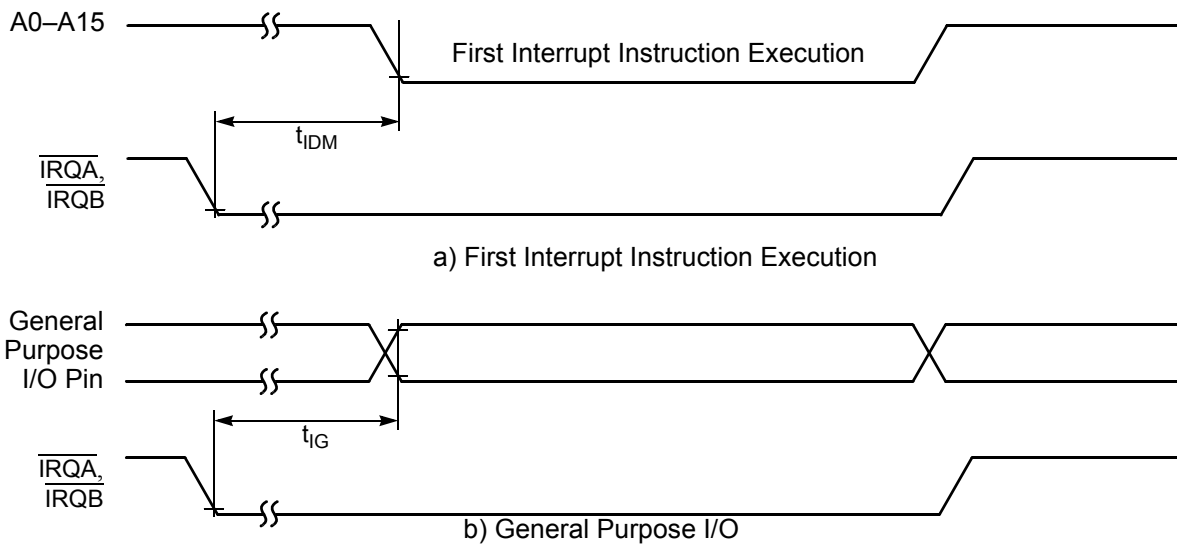 A0–A15
First Interrupt Instruction Execution
tIDM
IRQA,
IRQB
a) First Interrupt Instruction Execution
General
Purpose
I/O Pin
tIG
IRQA,
IRQB
b) General Purpose I/O